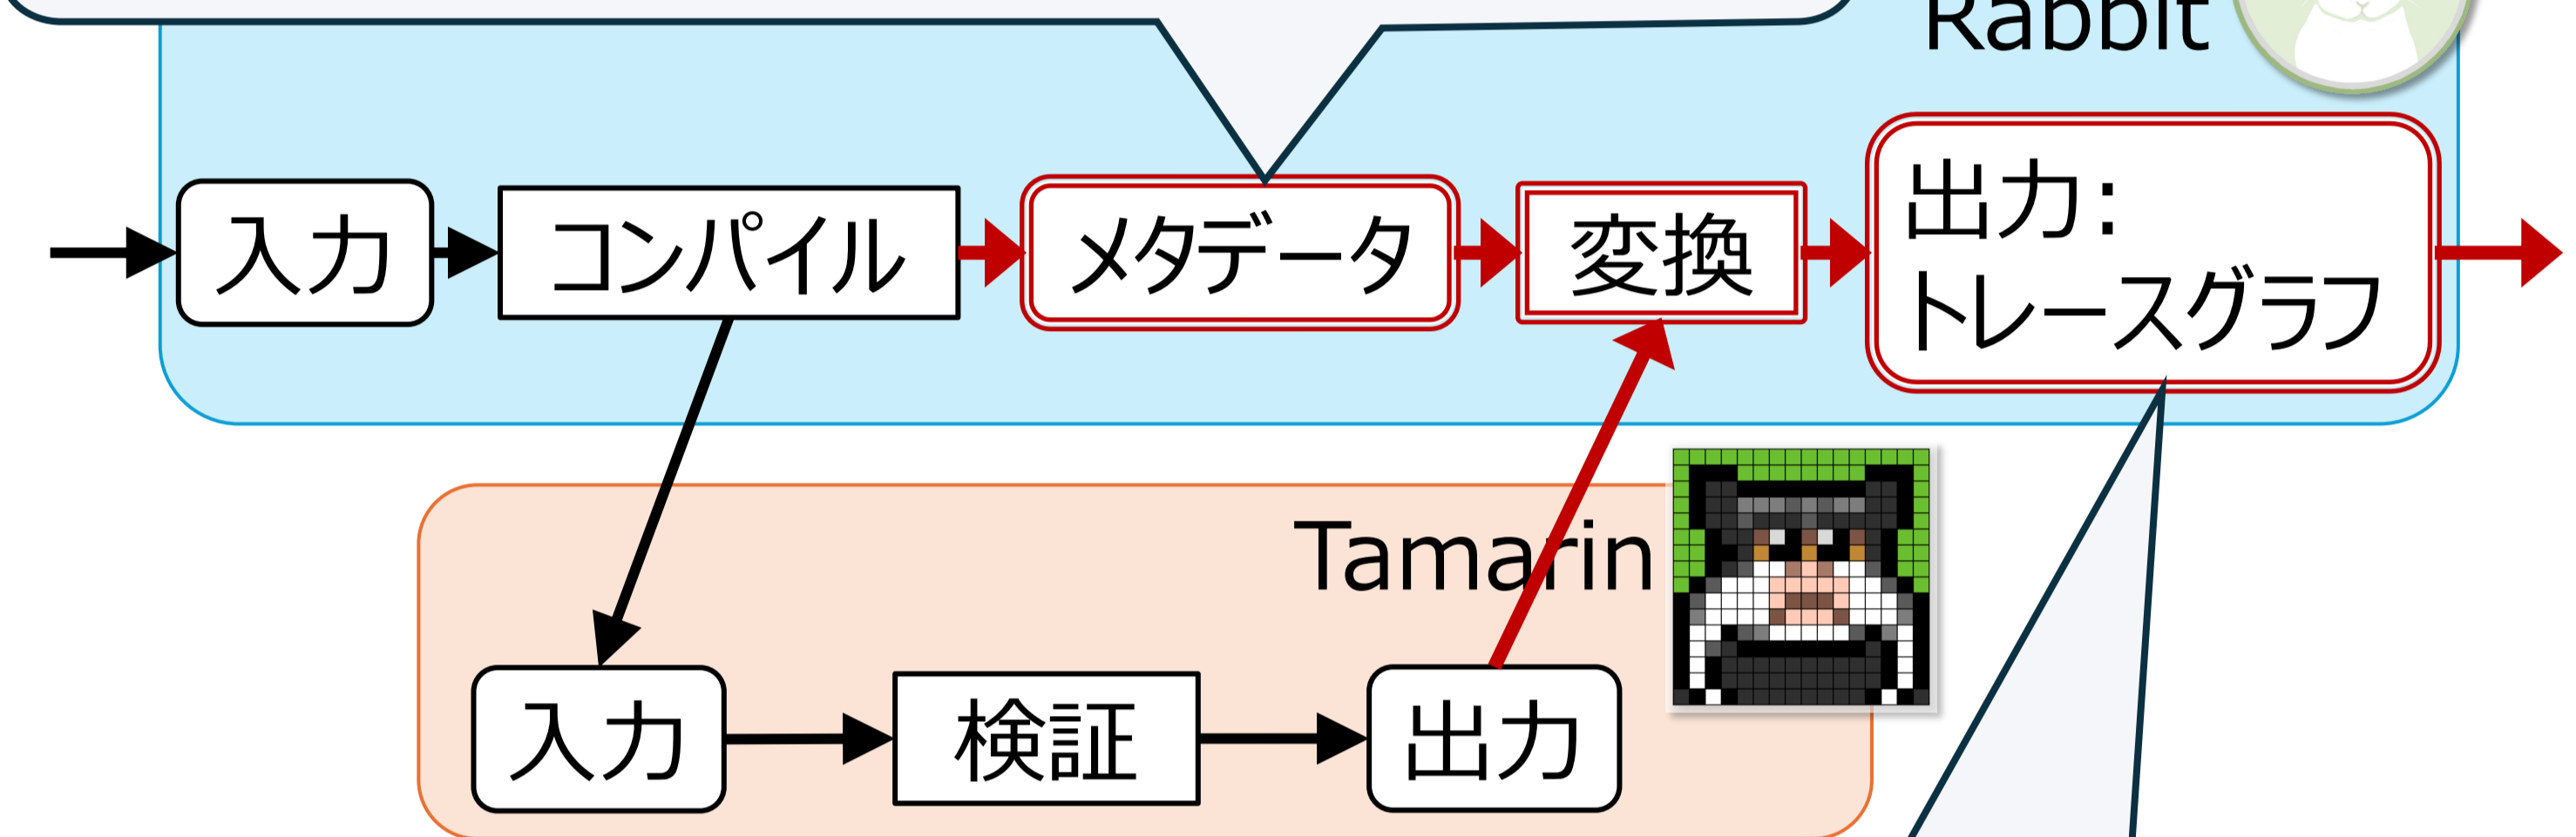 Rabbit
入力
コンパイル
メタデータ
変換
出力:
トレースグラフ
Tamarin
入力
検証
出力